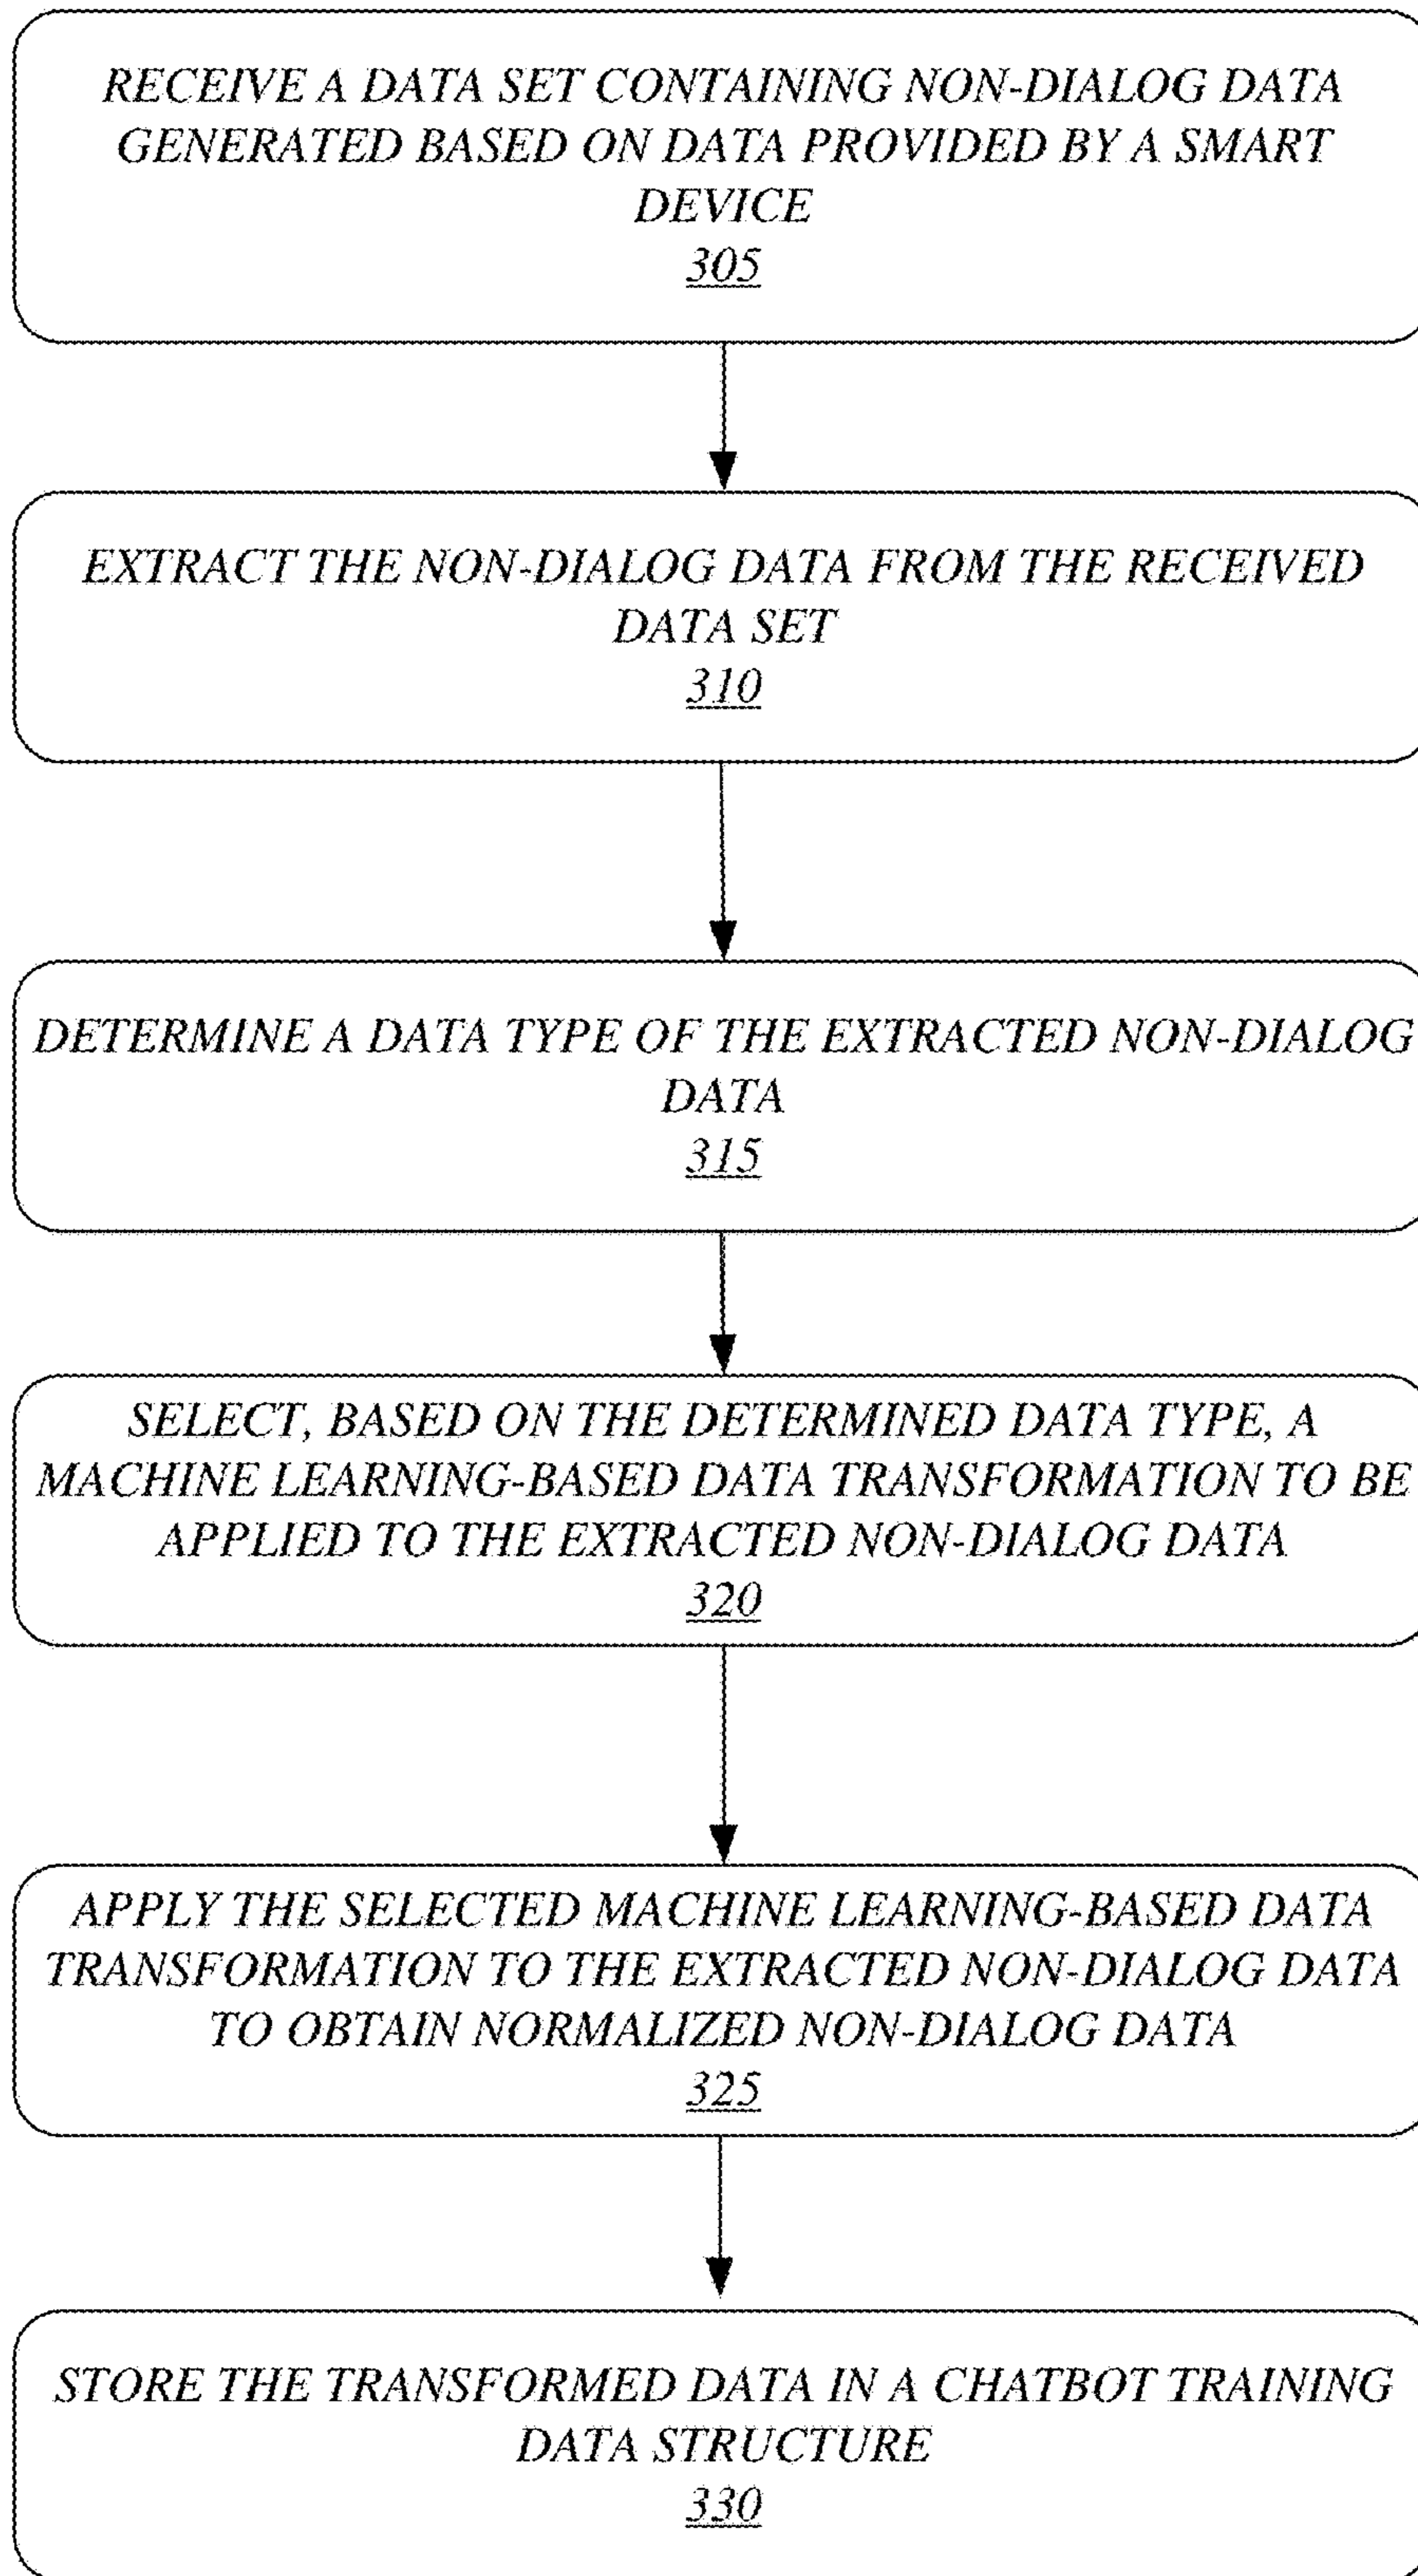 RECEIVE A DATA SET CONTAINING NON-DIALOG DATA
GENERATED BASED ON DATA PROVIDED BY A SMART
DEVICE
305
EXTRACT THE NON-DIALOG DATA FROM THE RECEIVED
DATA SET
310
DETERMINE A DATA TYPE OF THE EXTRACTED NON-DIALOG
DATA
315
SELECT, BASED ON THE DETERMINED DATA TYPE, A
MACHINE LEARNING-BASED DATA TRANSFORMATION TO BE
APPLIED TO THE EXTRACTED NON-DIALOG DATA
320
APPLY THE SELECTED MACHINE LEARNING-BASED DATA
TRANSFORMATION TO THE EXTRACTED NON-DIALOG DATA
TO OBTAIN NORMALIZED NON-DIALOG DATA
325
STORE THE TRANSFORMED DATA IN A CHATBOT TRAINING
DATA STRUCTURE
330